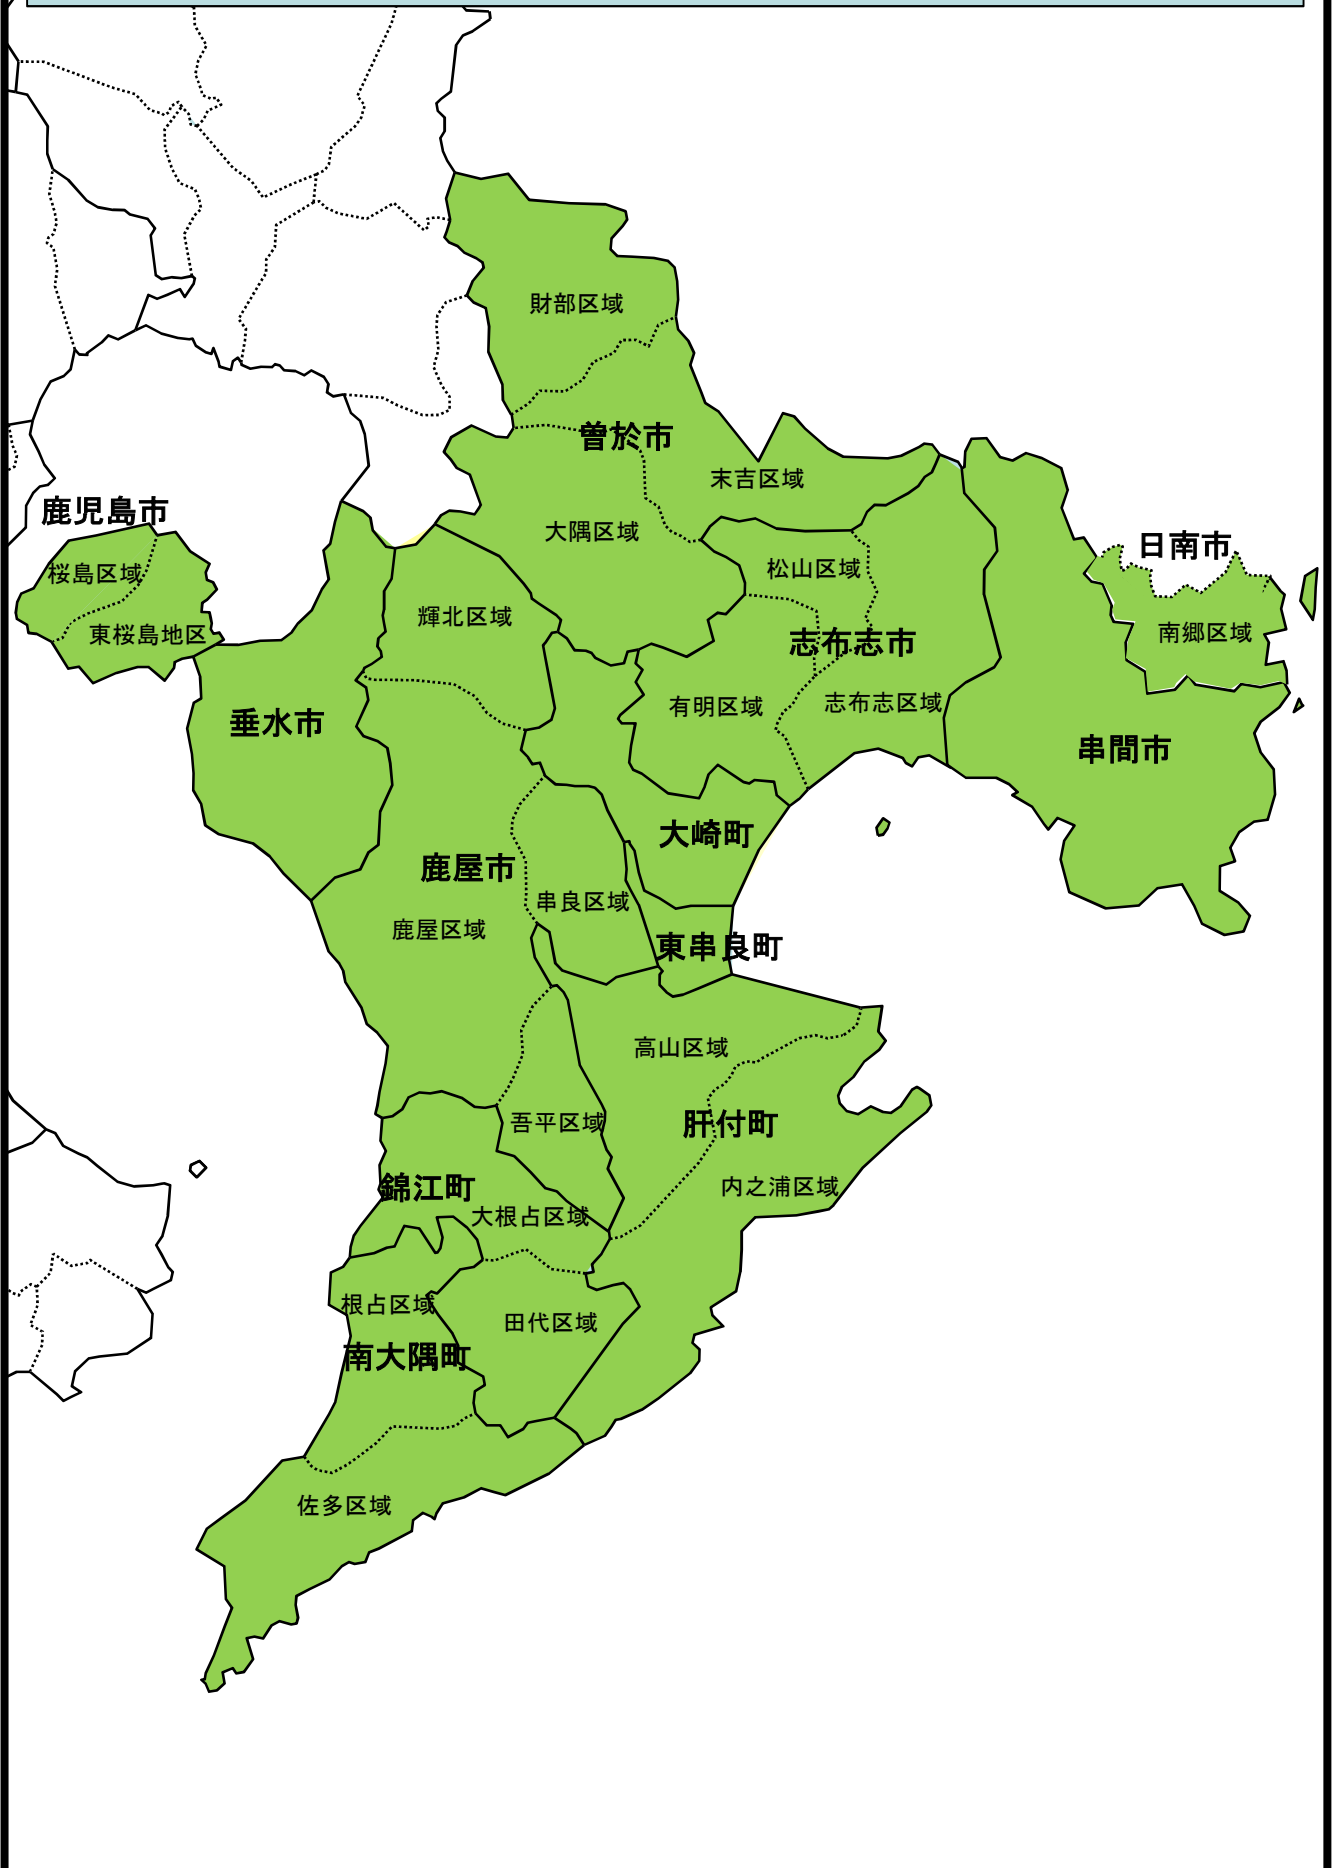 財部区域
曽於市
末吉区域
大隅区域
鹿児島市
桜島区域
東桜島地区
日南市
南郷区域
松山区域
輝北区域
志布志市
有明区域
志布志区域
垂水市
串間市
大崎町
鹿屋市
串良区域
鹿屋区域
東串良町
高山区域
吾平区域
肝付町
内之浦区域
錦江町
大根占区域
根占区域
田代区域
南大隅町
佐多区域